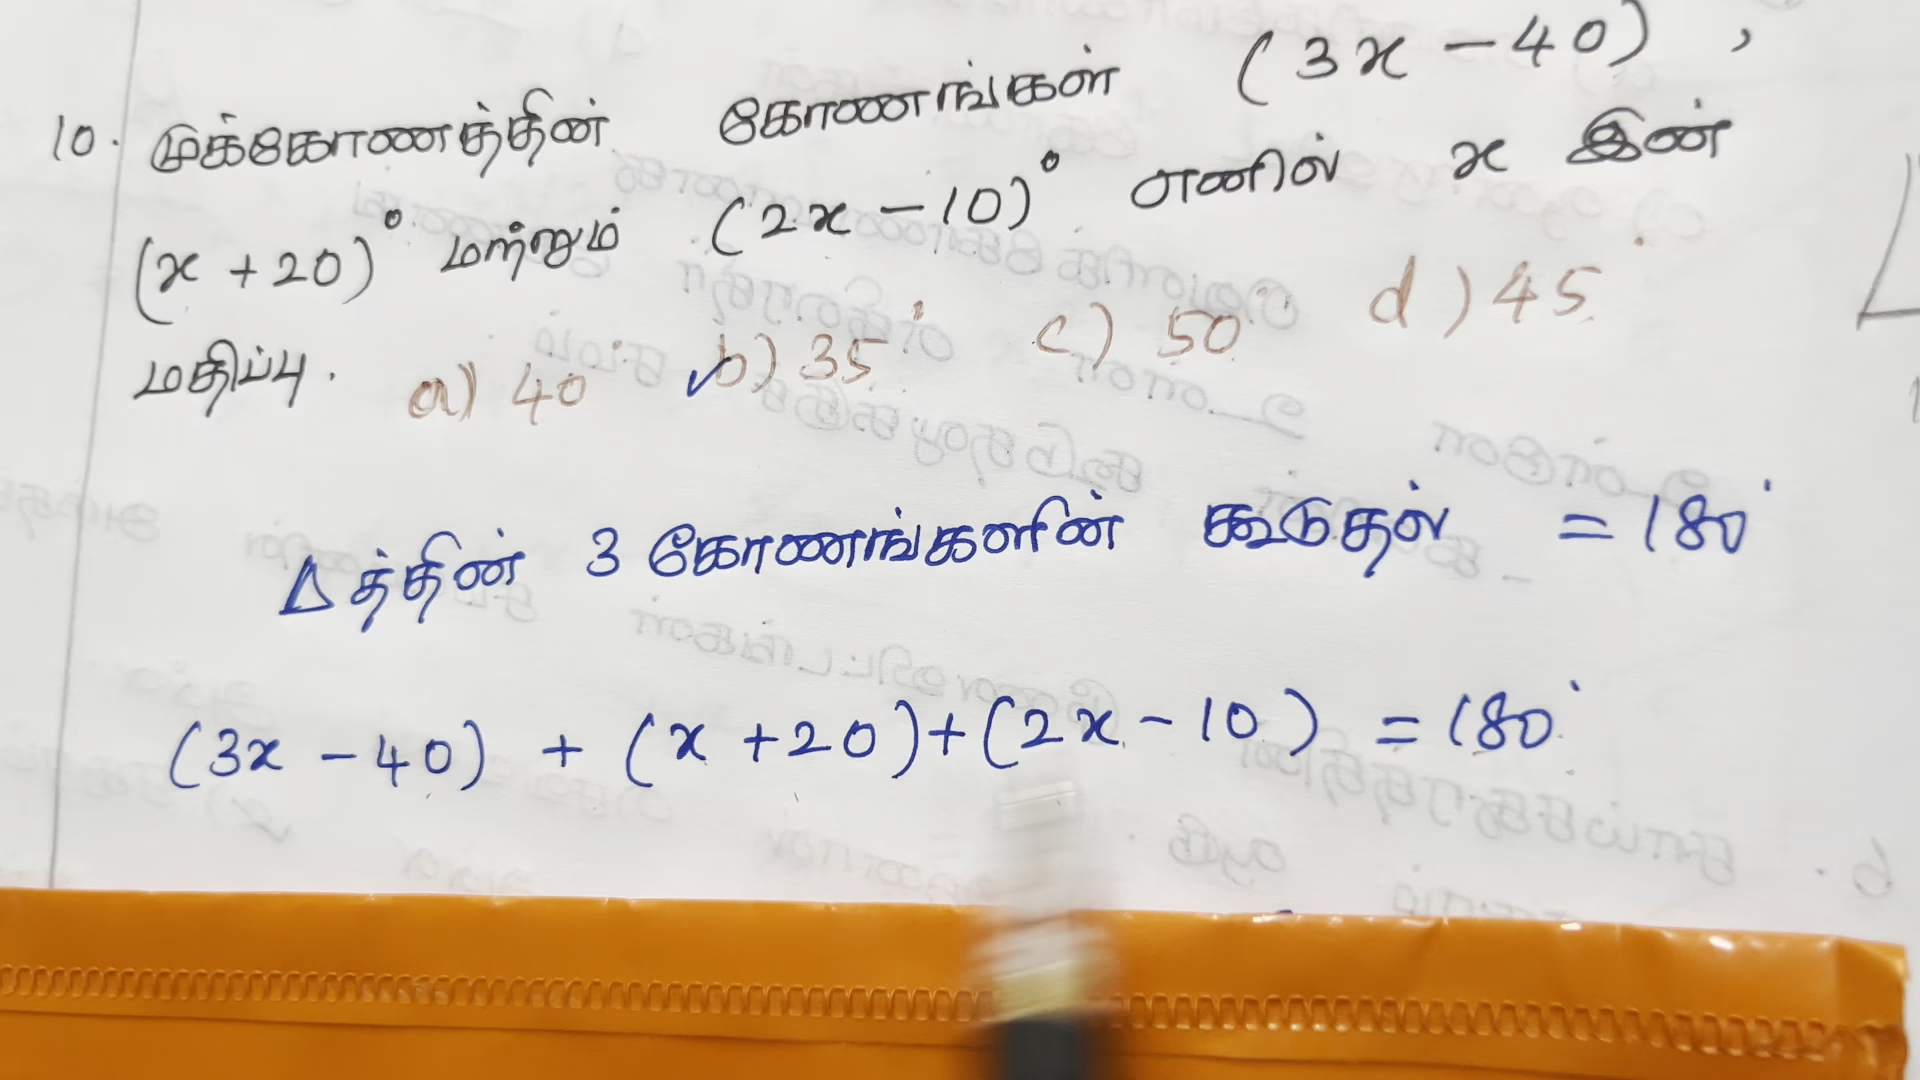 10. முக்கோணத்தின் கோணங்கள் (3x - 40) ,
(x + 20)° மற்றும் (2x - 10)° எனில் x இன்
மதிப்பு. a) 40° b) 35° c) 50° d) 45°
Δத்தின் 3 கோணங்களின் கூடுதல் = 180°
(3x - 40) + (x + 20) + (2x - 10) = 180°